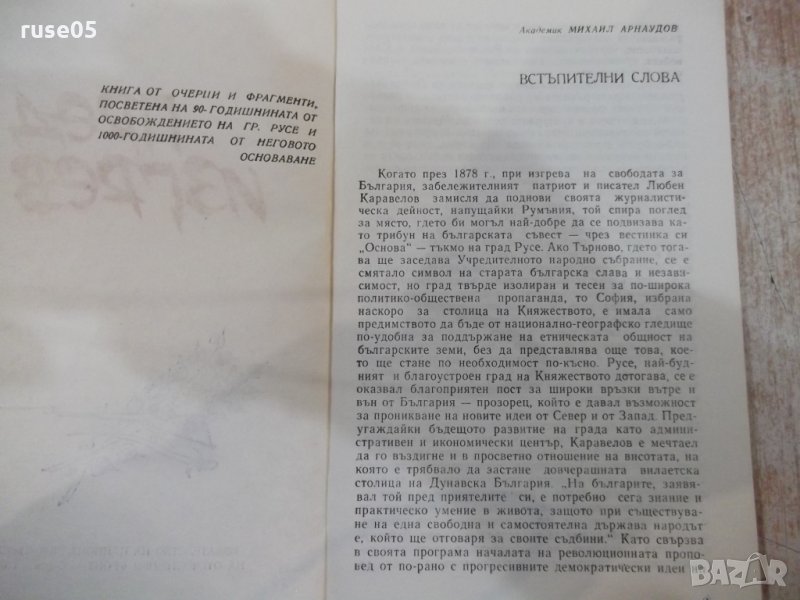 ruse05
КНИГА ОТ ОЧЕРЦИ И ФРАГМЕНТИ,
ПОСВЕТЕНА НА 90-ГОДИШНИНАТА ОТ
ОСВОБОЖДЕНИЕТО НА ГР. РУСЕ И
1000-ГОДИШНИНАТА ОТ НЕГОВОТО
ОСНОВАВАНЕ
Академик МИХАИЛ АРНАУДОВ
ВСТЪПИТЕЛНИ СЛОВА
Когато през 1878 г., при изгрева на свободата за
България, забележителният патриот и писател Любен
Каравелов замисля да поднови своята журналисти-
ческа дейност, напущайки Румъния, той спира поглед
за място, гдето би могъл най-добре да се подвизава ка-
то трибун на българската съвест — чрез вестника си
„Основа“ — тъкмо на град Русе. Ако Търново, гдето тога-
ва ще заседава Учредителното народно събрание, се е
смятало символ на старата българска слава и незави-
симост, но град твърде изолиран и тесен за по-широка
политико-обществена пропаганда, то София, избрана
наскоро за столица на Княжеството, е имала само
предимството да бъде от национално-географско гледище
по-удобна за поддържане на етническата общност на
българските земи, без да представлява още това, кое-
то ще стане по необходимост по-късно. Русе, най-буд-
ният и благоустроен град на Княжеството дотогава, се е
оказвал благоприятен пост за широки връзки вътре и
вън от България — прозорец, който е давал възможност
за проникване на новите идеи от Север и от Запад. Пред-
угаждайки бъдещото развитие на града като админи-
стративен и икономически център, Каравелов е мечтаел
да го въздигне и в просветно отношение на висотата, на
която е трябвало да застане довчерашната вилаетска
столица на Дунавска България. „На българите, заявя-
вал той пред приятелите си, е потребно сега знание и
практическо умение в живота, защото при съществува-
не на една свободна и самостоятелна държава народът
е, който ще отговаря за своите съдбини.“ Като свързва
в своята програма началата на революционната пропо-
вед от по-рано с прогресивните демократически идеи
BAZAR